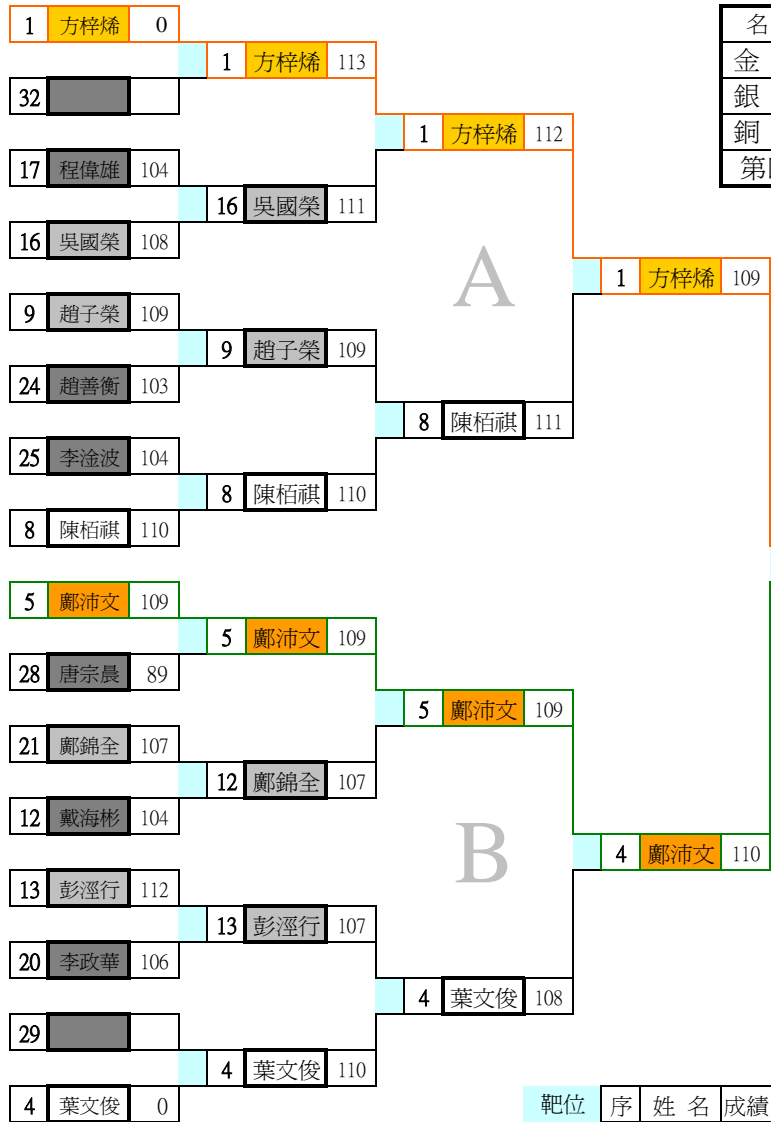 1 方梓烯 0
名
1 方梓烯 113
金
32
銀
1 方梓烯 112
銅
17 程偉雄 104
第
16 吳國榮 111
16 吳國榮 108
A
1 方梓烯 109
9 趙子榮 109
9 趙子榮 109
24 趙善衡 103
8 陳栢祺 111
25 李淦波 104
8 陳栢祺 110
8 陳栢祺 110
5 鄺沛文 109
5 鄺沛文 109
28 唐宗晨 89
5 鄺沛文 109
21 鄺錦全 107
12 鄺錦全 107
12 戴海彬 104
B
4 鄺沛文 110
13 彭溼行 112
13 彭溼行 107
20 李政華 106
4 葉文俊 108
29
4 葉文俊 110
4 葉文俊 0
靶位 序 姓 名 成績